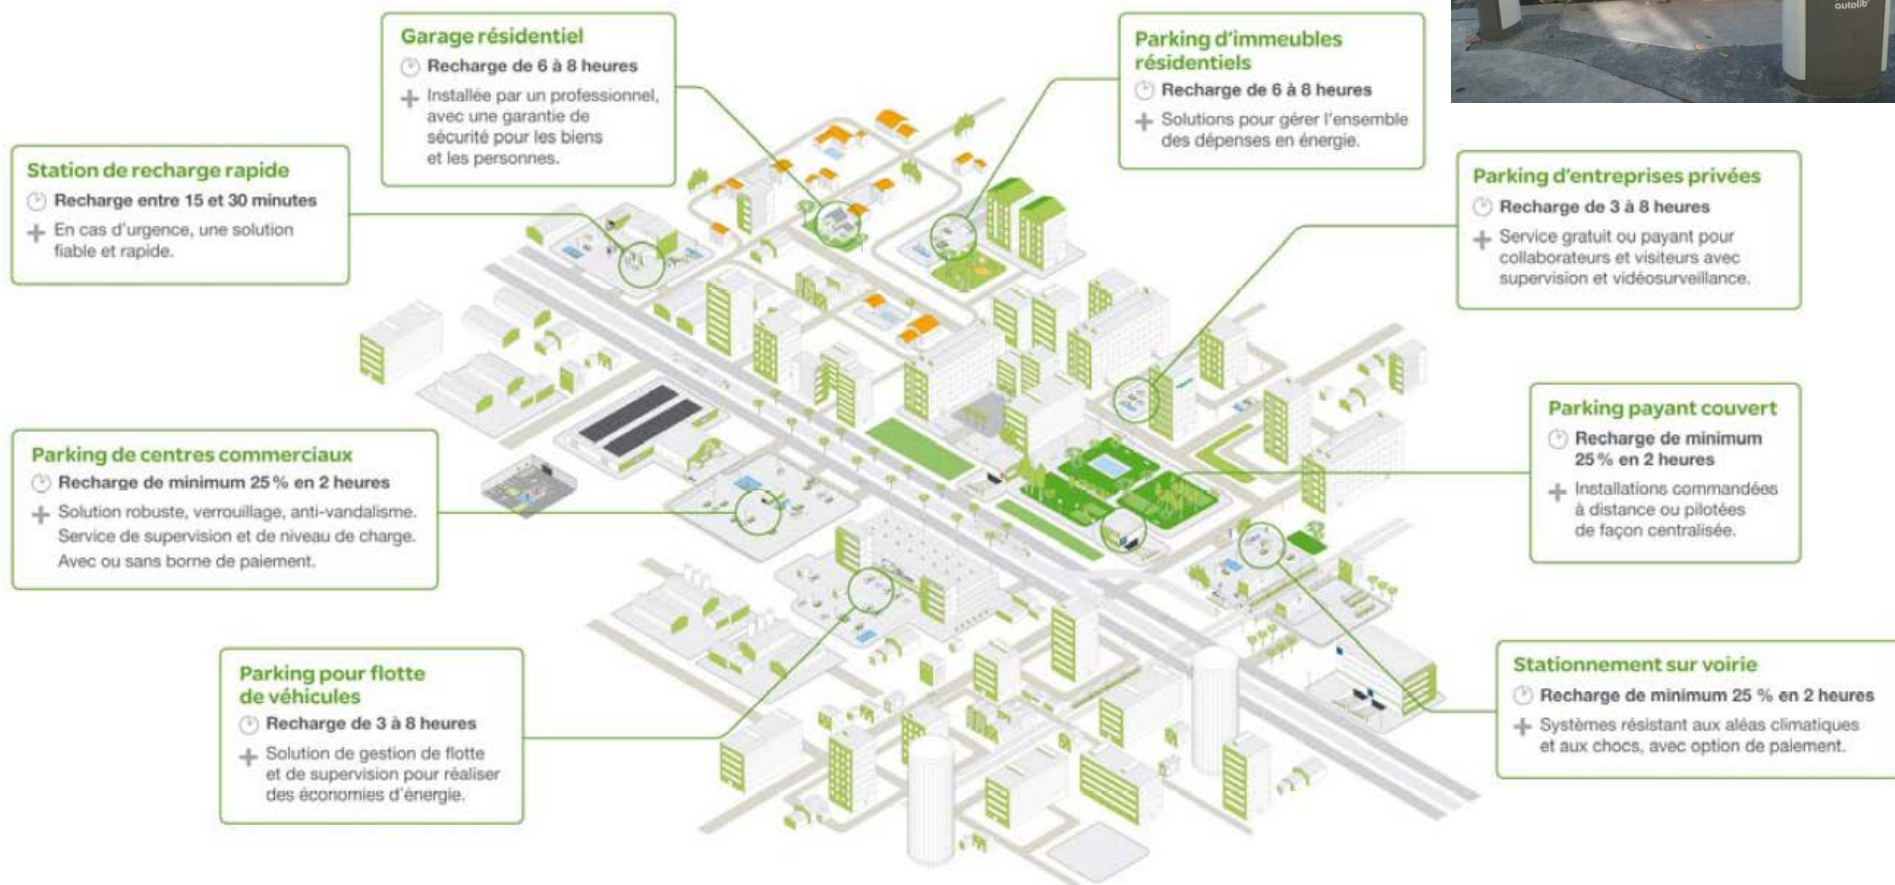 autolib'
Garage résidentiel
Recharge de 6 à 8 heures
Installée par un professionnel,
avec une garantie de
sécurité pour les biens
et les personnes.
Parking d'immeubles
résidentiels
Recharge de 6 à 8 heures
Solutions pour gérer l'ensemble
des dépenses en énergie.
Station de recharge rapide
Recharge entre 15 et 30 minutes
En cas d'urgence, une solution
fiable et rapide.
Parking d'entreprises privées
Recharge de 3 à 8 heures
Service gratuit ou payant pour
collaborateurs et visiteurs avec
supervision et vidéosurveillance.
Parking de centres commerciaux
Recharge de minimum 25 % en 2 heures
Solution robuste, verrouillage, anti-vandalisme.
Service de supervision et de niveau de charge.
Avec ou sans borne de paiement.
Parking payant couvert
Recharge de minimum
25 % en 2 heures
Installations commandées
à distance ou pilotées
de façon centralisée.
Parking pour flotte
de véhicules
Recharge de 3 à 8 heures
Solution de gestion de flotte
et de supervision pour réaliser
des économies d'énergie.
Stationnement sur voirie
Recharge de minimum 25 % en 2 heures
Systèmes résistant aux aléas climatiques
et aux chocs, avec option de paiement.